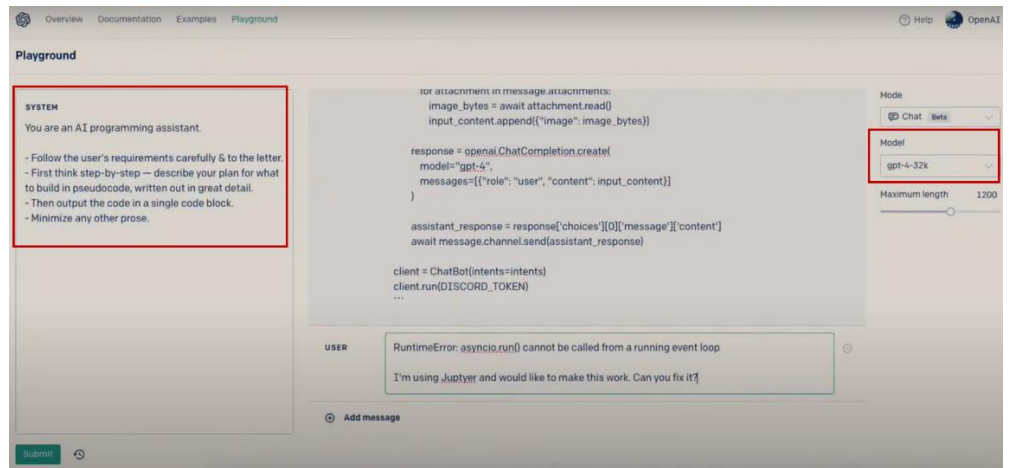 Overview Documentation Examples Playground
Help OpenAI
Playground
SYSTEM
You are an AI programming assistant.
- Follow the user's requirements carefully & to the letter.
- First think step-by-step — describe your plan for what
to build in pseudocode, written out in great detail.
- Then output the code in a single code block.
- Minimize any other prose.
for attachment in message.attachments:
image_bytes = await attachment.read()
input_content.append({"image": image_bytes})
response = openai.ChatCompletion.create(
model="gpt-4",
messages=[{"role": "user", "content": input_content}]
)
assistant_response = response['choices'][0]['message']['content']
await message.channel.send(assistant_response)
client = ChatBot(intents=intents)
client.run(DISCORD_TOKEN)
```
USER
RuntimeError: asyncio.run() cannot be called from a running event loop
I'm using Juptyer and would like to make this work. Can you fix it?
Add message
Mode
Chat Beta
Model
gpt-4-32k
Maximum length 1200
Submit